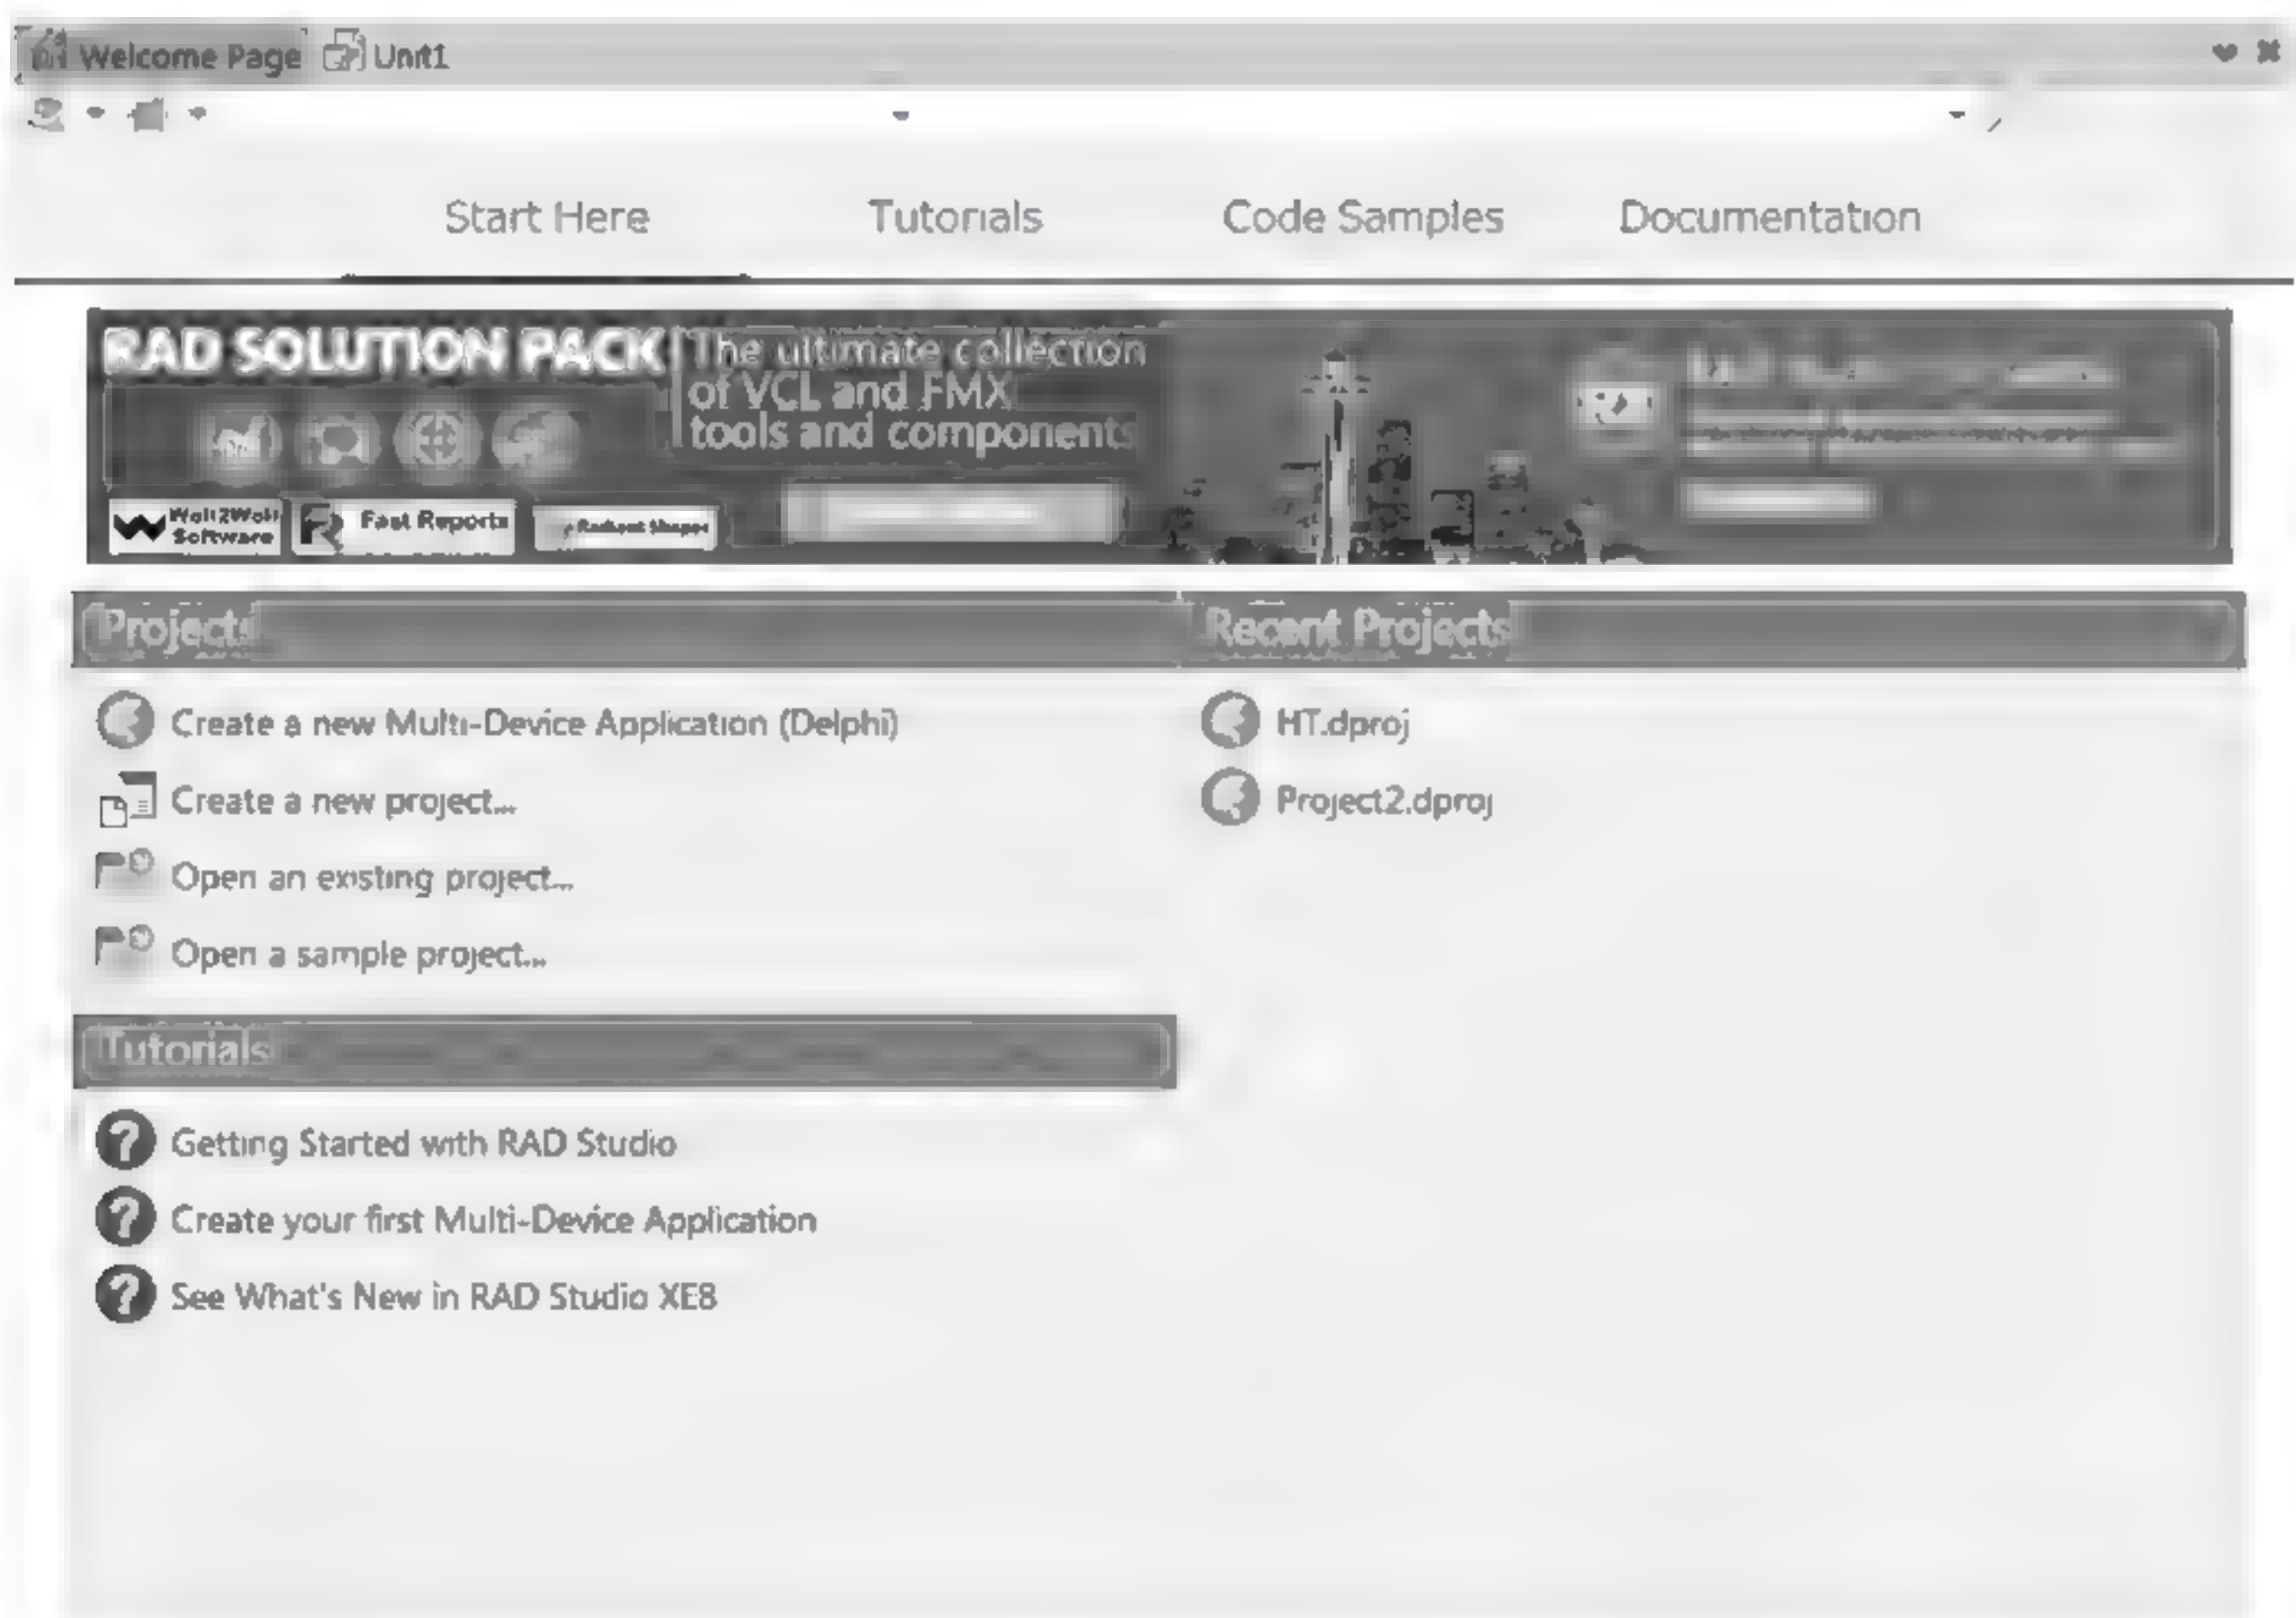 Welcome Page Unit1
Start Here Tutorials Code Samples Documentation
RAD SOLUTION PACK
The ultimate collection
of VCL and FMX
tools and components
Software
Fast Reports
Radiant Shapes
Projects
Create a new Multi-Device Application (Delphi)
Create a new project...
Open an existing project...
Open a sample project...
Recent Projects
HT.dproj
Project2.dproj
Tutorials
Getting Started with RAD Studio
Create your first Multi-Device Application
See What's New in RAD Studio XE8